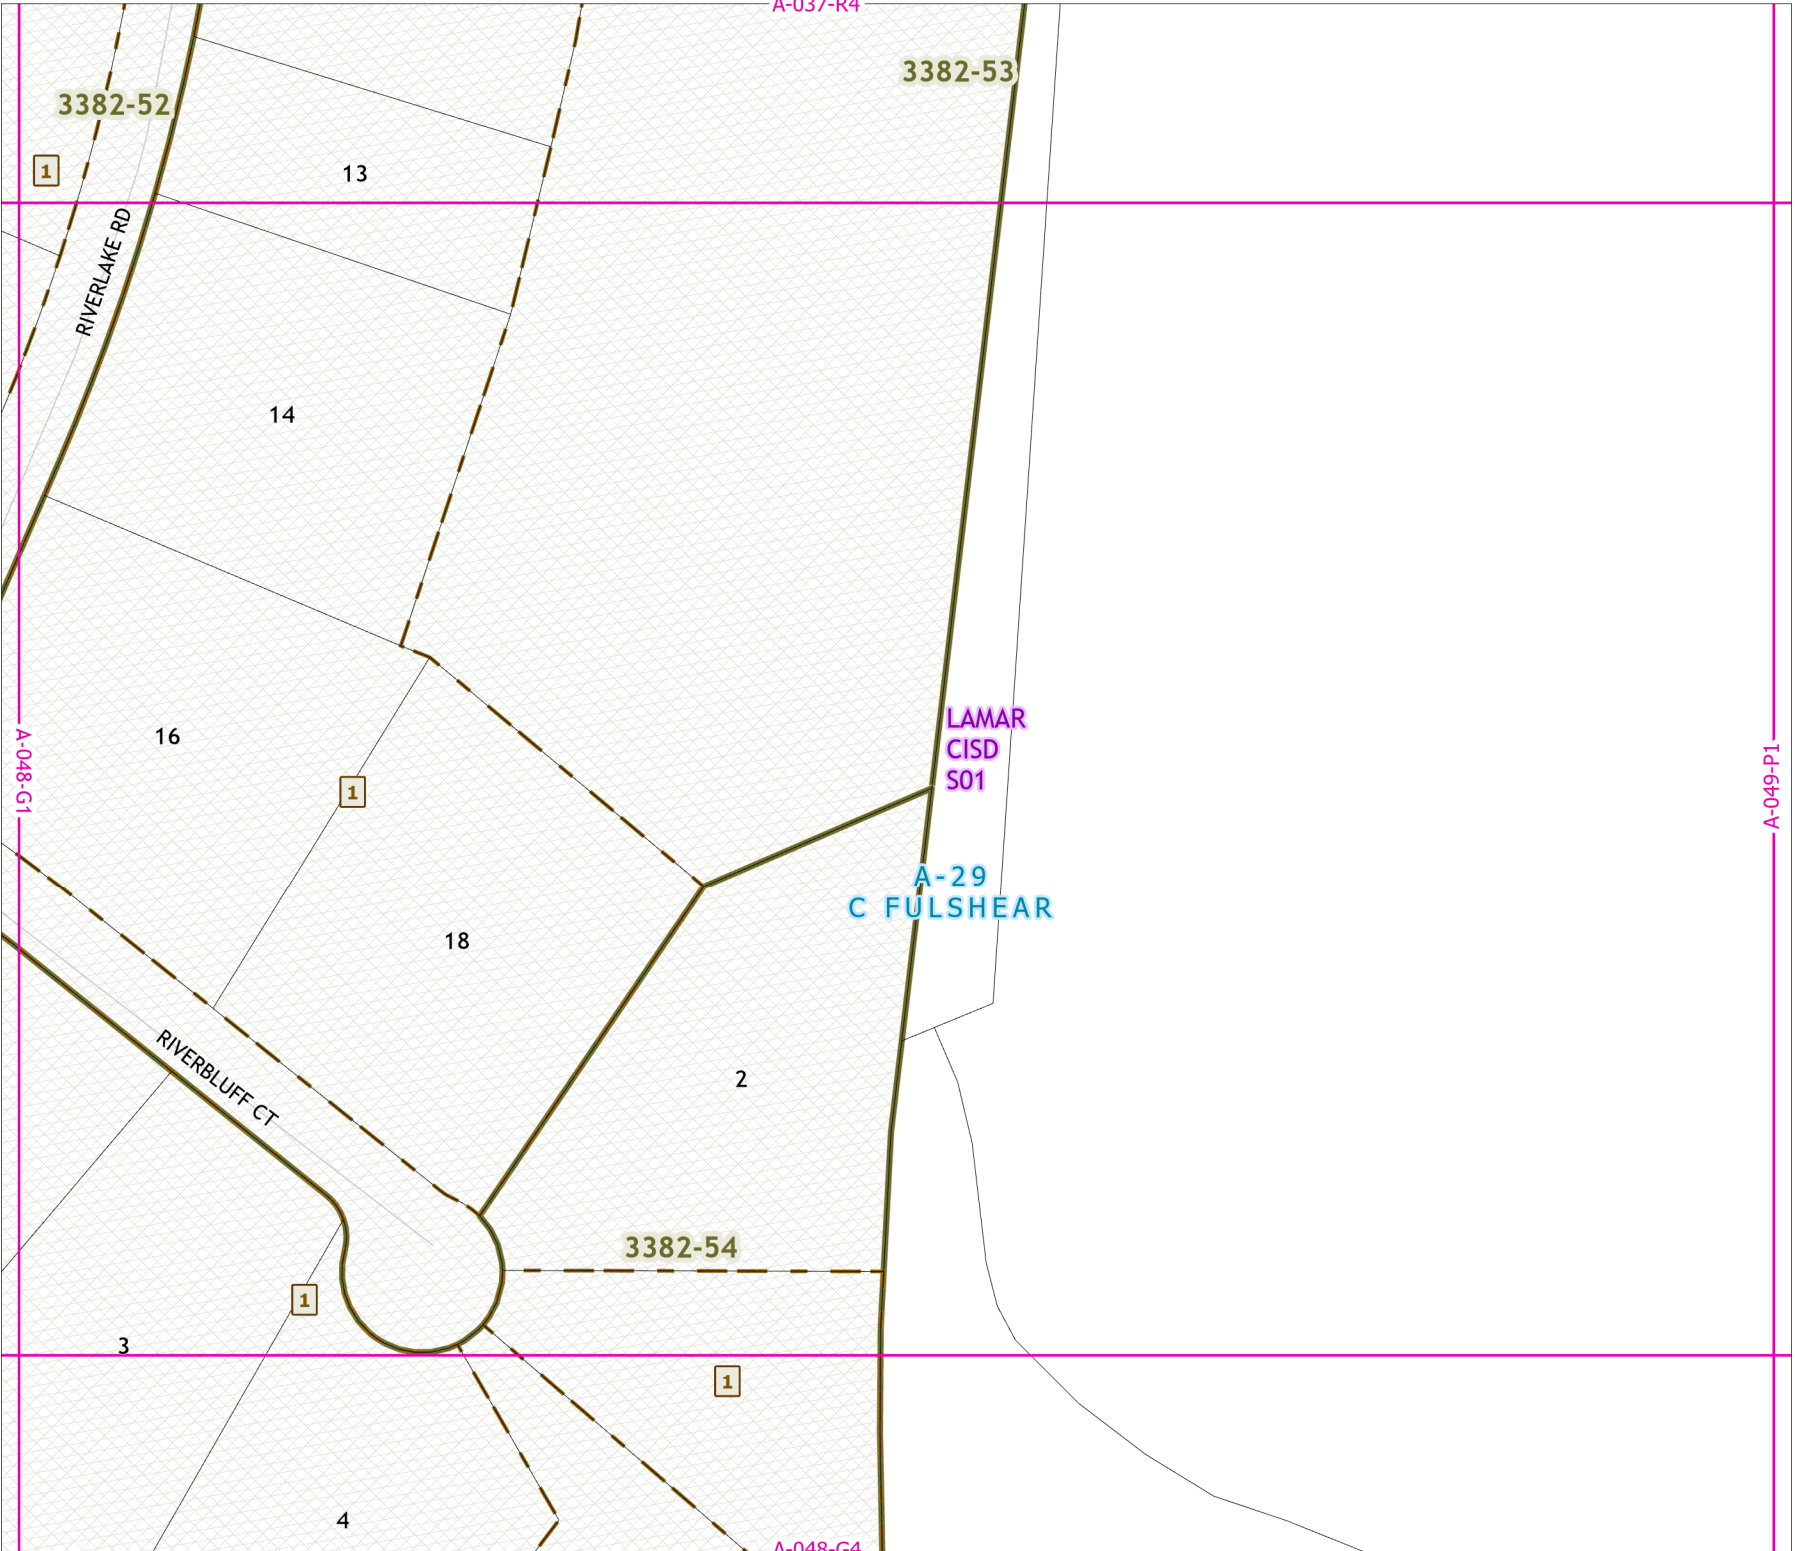 A-037-R4
3382-53
3382-52
1
13
RIVERLAKE RD
14
LAMAR
CISD
S01
16
A-048-G1
A-049-P1
1
A-29
C FULSHEAR
18
RIVERBLUFF CT
2
3382-54
1
3
1
4
A-048-G4